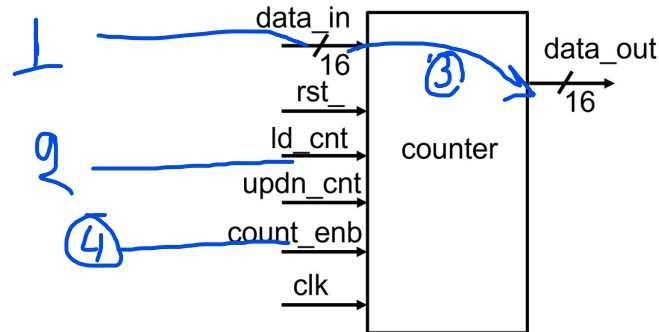 data_in
1
16
3
data_out
16
rst_
2
ld_cnt
counter
updn_cnt
4
count_enb
clk